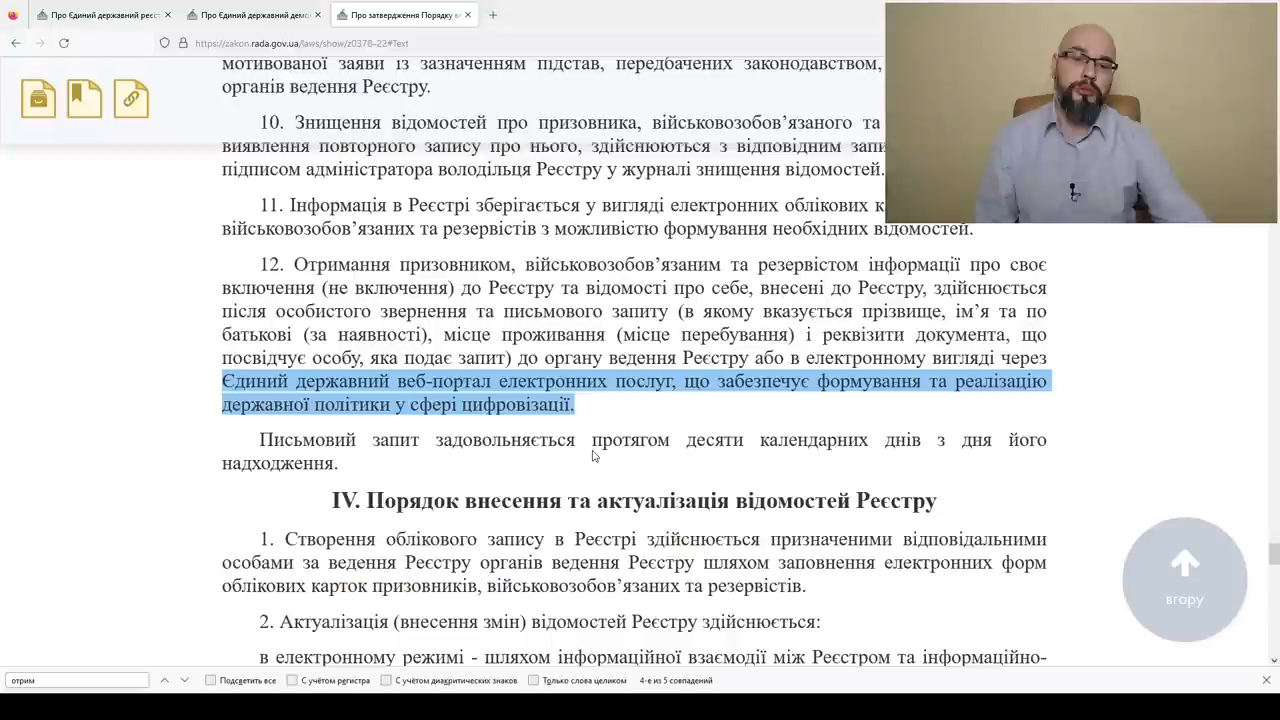 Про Єдиний державний реєст
Про Єдиний державний демо
Про затвердження Порядку ве
https://zakon.rada.gov.ua/laws/show/z0378-22#Text
мотивованої заяви із зазначенням підстав, передбачених законодавством,
органів ведення Реєстру.
10. Знищення відомостей про призовника, військовозобов’язаного та
виявлення повторного запису про нього, здійснюються з відповідним запи
підписом адміністратора володільця Реєстру у журналі знищення відомостей.
11. Інформація в Реєстрі зберігається у вигляді електронних облікових к
військовозобов’язаних та резервістів з можливістю формування необхідних відомостей.
12. Отримання призовником, військовозобов’язаним та резервістом інформації про своє
включення (не включення) до Реєстру та відомості про себе, внесені до Реєстру, здійснюється
після особистого звернення та письмового запиту (в якому вказується прізвище, ім’я та по
батькові (за наявності), місце проживання (місце перебування) і реквізити документа, що
посвідчує особу, яка подає запит) до органу ведення Реєстру або в електронному вигляді через
Єдиний державний веб-портал електронних послуг, що забезпечує формування та реалізацію
державної політики у сфері цифровізації.
Письмовий запит задовольняється протягом десяти календарних днів з дня його
надходження.
IV. Порядок внесення та актуалізація відомостей Реєстру
1. Створення облікового запису в Реєстрі здійснюється призначеними відповідальними
особами за ведення Реєстру органів ведення Реєстру шляхом заповнення електронних форм
облікових карток призовників, військовозобов’язаних та резервістів.
вгору
2. Актуалізація (внесення змін) відомостей Реєстру здійснюється:
в електронному режимі - шляхом інформаційної взаємодії між Реєстром та інформаційно-
отрим Подсветить все С учётом регистра С учётом диакритических знаков Только слова целиком 4-е из 5 совпадений